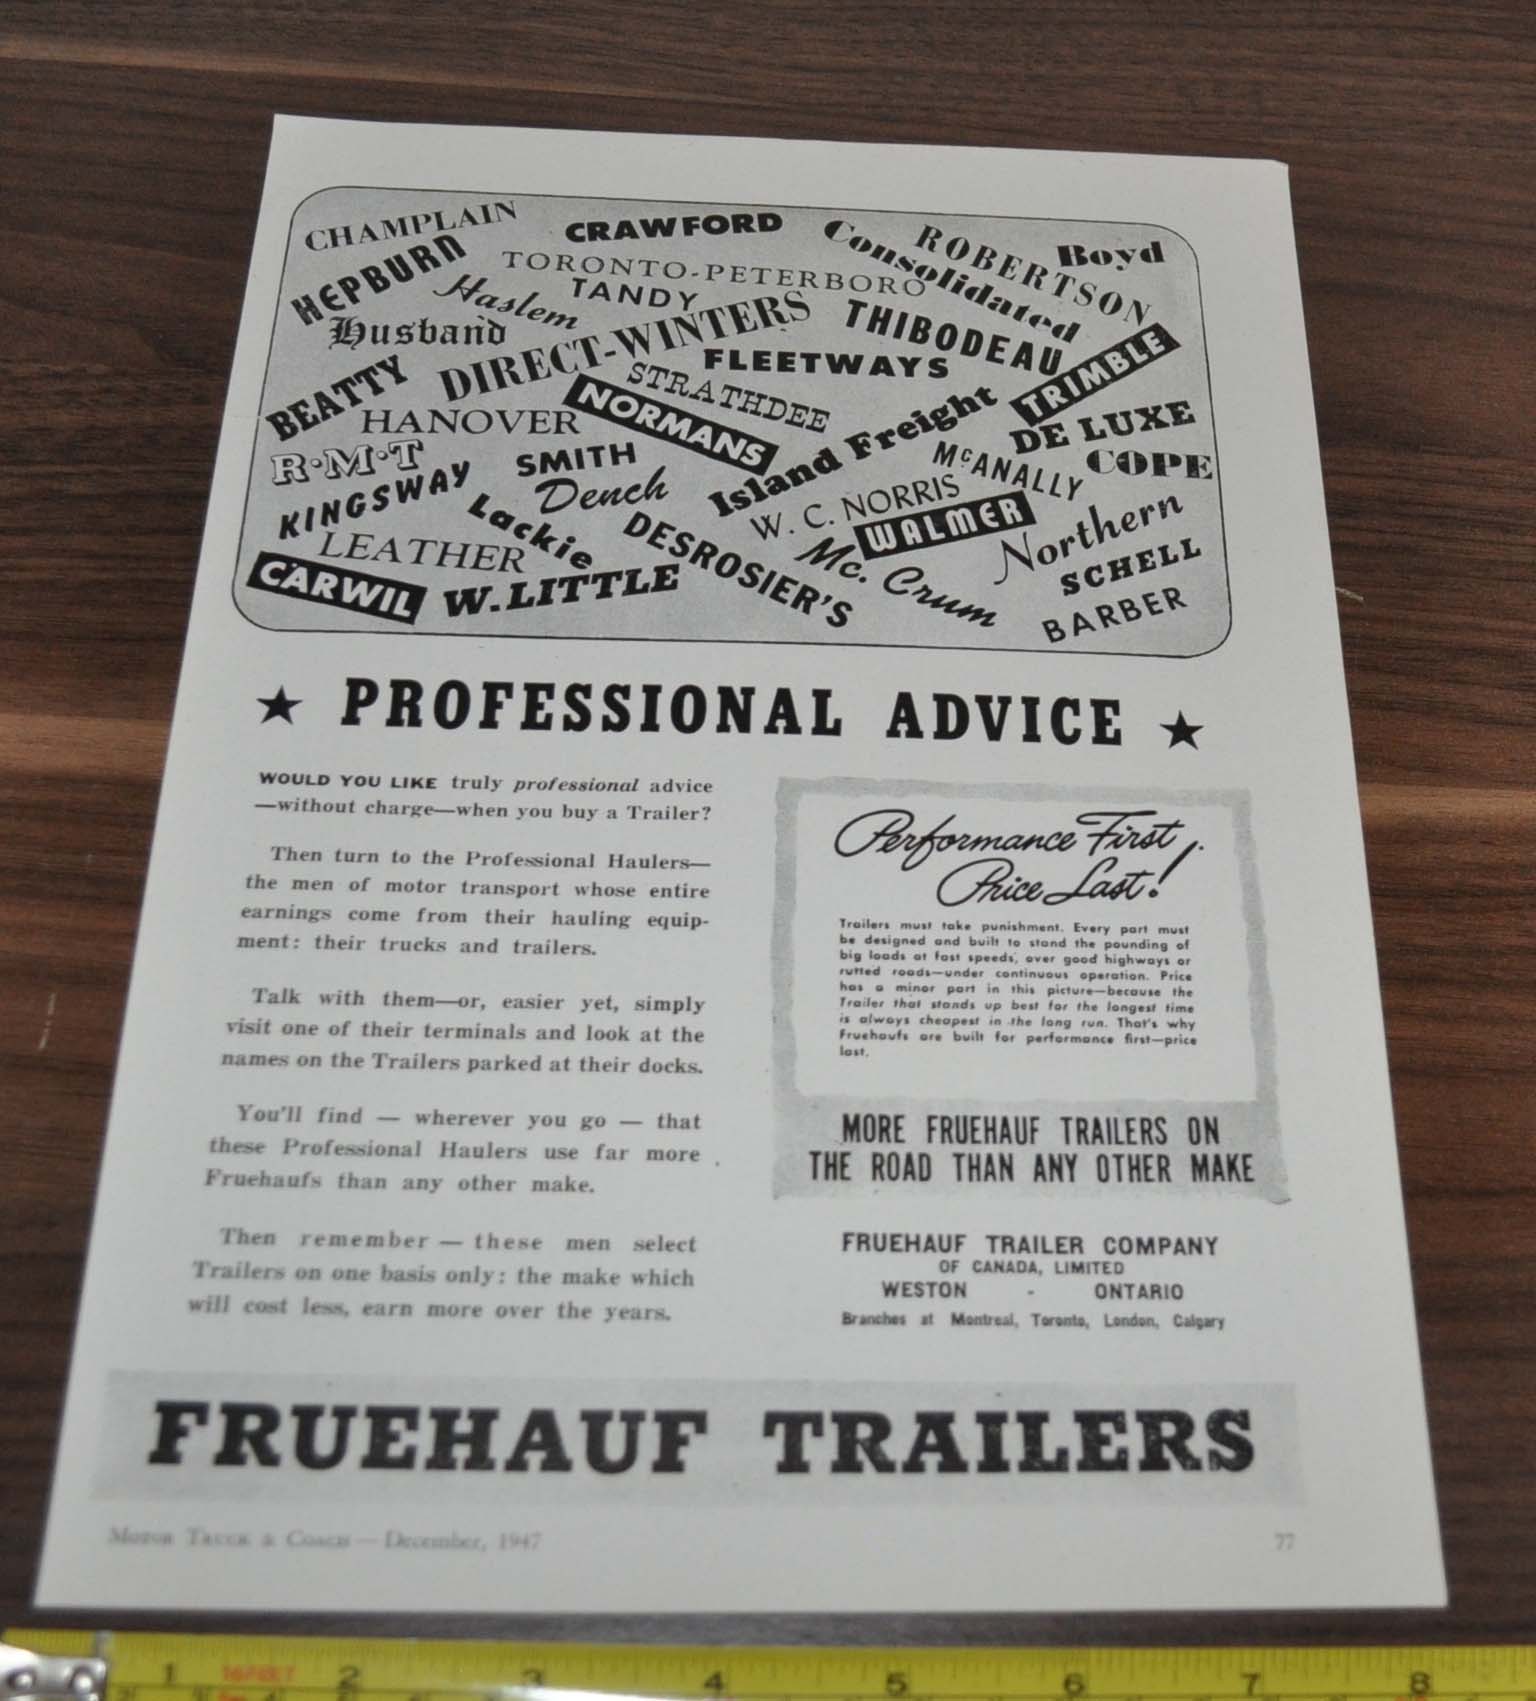 CHAMPLAIN
CRAWFORD
ROBERTSON
Boyd
HEPBURN
TORONTO-PETERBORO
Consolidated
Haslem
TANDY
Husband
DIRECT-WINTERS
THIBODEAU
FLEETWAYS
TRIMBLE
BEATTY
STRATHDEE
HANOVER
NORMANS
Island Freight
DE LUXE
R·M·T
SMITH
McANALLY
COPE
KINGSWAY
Dench
W. C. NORRIS
Lackie
WALMER
Northern
LEATHER
DESROSIER'S
Mc. Crum
SCHELL
CARWIL
W. LITTLE
BARBER
★ PROFESSIONAL ADVICE ★
WOULD YOU LIKE truly professional advice
—without charge—when you buy a Trailer?
Then turn to the Professional Haulers—
the men of motor transport whose entire
earnings come from their hauling equip-
ment: their trucks and trailers.
Talk with them—or, easier yet, simply
visit one of their terminals and look at the
names on the Trailers parked at their docks.
You'll find — wherever you go — that
these Professional Haulers use far more
Fruehaufs than any other make.
Then remember — these men select
Trailers on one basis only: the make which
will cost less, earn more over the years.
Performance First,
Price Last!
Trailers must take punishment. Every part must
be designed and built to stand the pounding of
big loads at fast speeds, over good highways or
rutted roads—under continuous operation. Price
has a minor part in this picture—because the
Trailer that stands up best for the longest time
is always cheapest in the long run. That's why
Fruehaufs are built for performance first—price
last.
MORE FRUEHAUF TRAILERS ON
THE ROAD THAN ANY OTHER MAKE
FRUEHAUF TRAILER COMPANY
OF CANADA, LIMITED
WESTON - ONTARIO
Branches at Montreal, Toronto, London, Calgary
FRUEHAUF TRAILERS
MOTOR TRUCK & COACH — December, 1947
77
1 16FEET 2 3 4 5 6 7 8